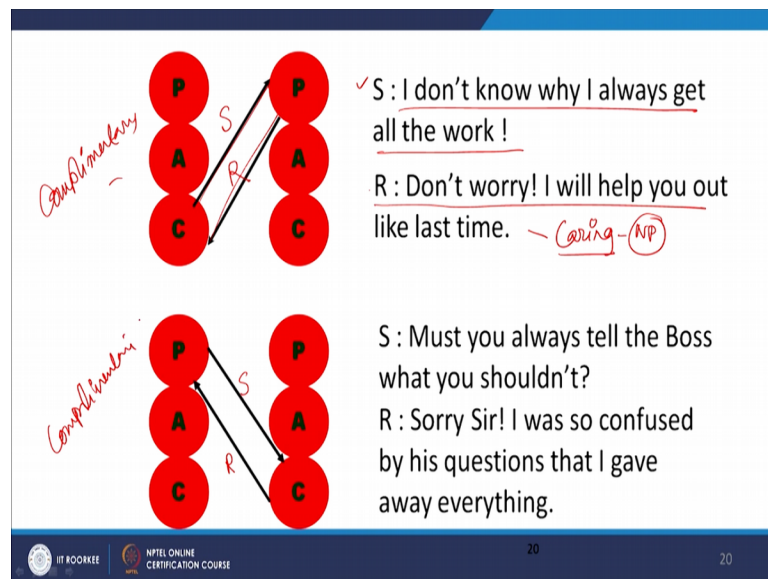 P
P
S : I don't know why I always get
all the work !
S
A
A
R
Complimentary
R : Don't worry! I will help you out
like last time.
Caring - NP
C
C
P
P
S : Must you always tell the Boss
what you shouldn't?
S
A
A
R
R : Sorry Sir! I was so confused
by his questions that I gave
away everything.
C
C
IIT ROORKEE
NPTEL ONLINE
CERTIFICATION COURSE
20
20